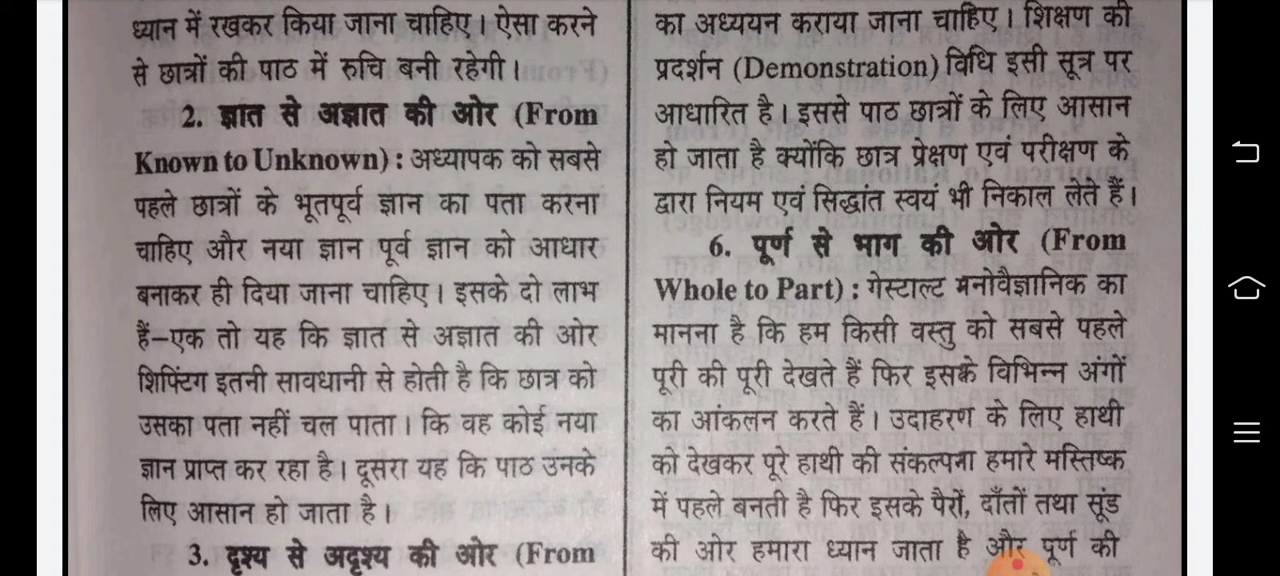 ध्यान में रखकर किया जाना चाहिए। ऐसा करने
से छात्रों की पाठ में रुचि बनी रहेगी।
2. ज्ञात से अज्ञात की ओर (From
Known to Unknown) : अध्यापक को सबसे
पहले छात्रों के भूतपूर्व ज्ञान का पता करना
चाहिए और नया ज्ञान पूर्व ज्ञान को आधार
बनाकर ही दिया जाना चाहिए। इसके दो लाभ
हैं–एक तो यह कि ज्ञात से अज्ञात की ओर
शिफ्टिंग इतनी सावधानी से होती है कि छात्र को
उसका पता नहीं चल पाता। कि वह कोई नया
ज्ञान प्राप्त कर रहा है। दूसरा यह कि पाठ उनके
लिए आसान हो जाता है।
3. दृश्य से अदृश्य की ओर (From
का अध्ययन कराया जाना चाहिए। शिक्षण की
प्रदर्शन (Demonstration) विधि इसी सूत्र पर
आधारित है। इससे पाठ छात्रों के लिए आसान
हो जाता है क्योंकि छात्र प्रेक्षण एवं परीक्षण के
द्वारा नियम एवं सिद्धांत स्वयं भी निकाल लेते हैं।
6. पूर्ण से भाग की ओर (From
Whole to Part) : गेस्टाल्ट मनोवैज्ञानिक का
मानना है कि हम किसी वस्तु को सबसे पहले
पूरी की पूरी देखते हैं फिर इसके विभिन्न अंगों
का आंकलन करते हैं। उदाहरण के लिए हाथी
को देखकर पूरे हाथी की संकल्पना हमारे मस्तिष्क
में पहले बनती है फिर इसके पैरों, दाँतों तथा सूंड
की ओर हमारा ध्यान जाता है और पूर्ण की